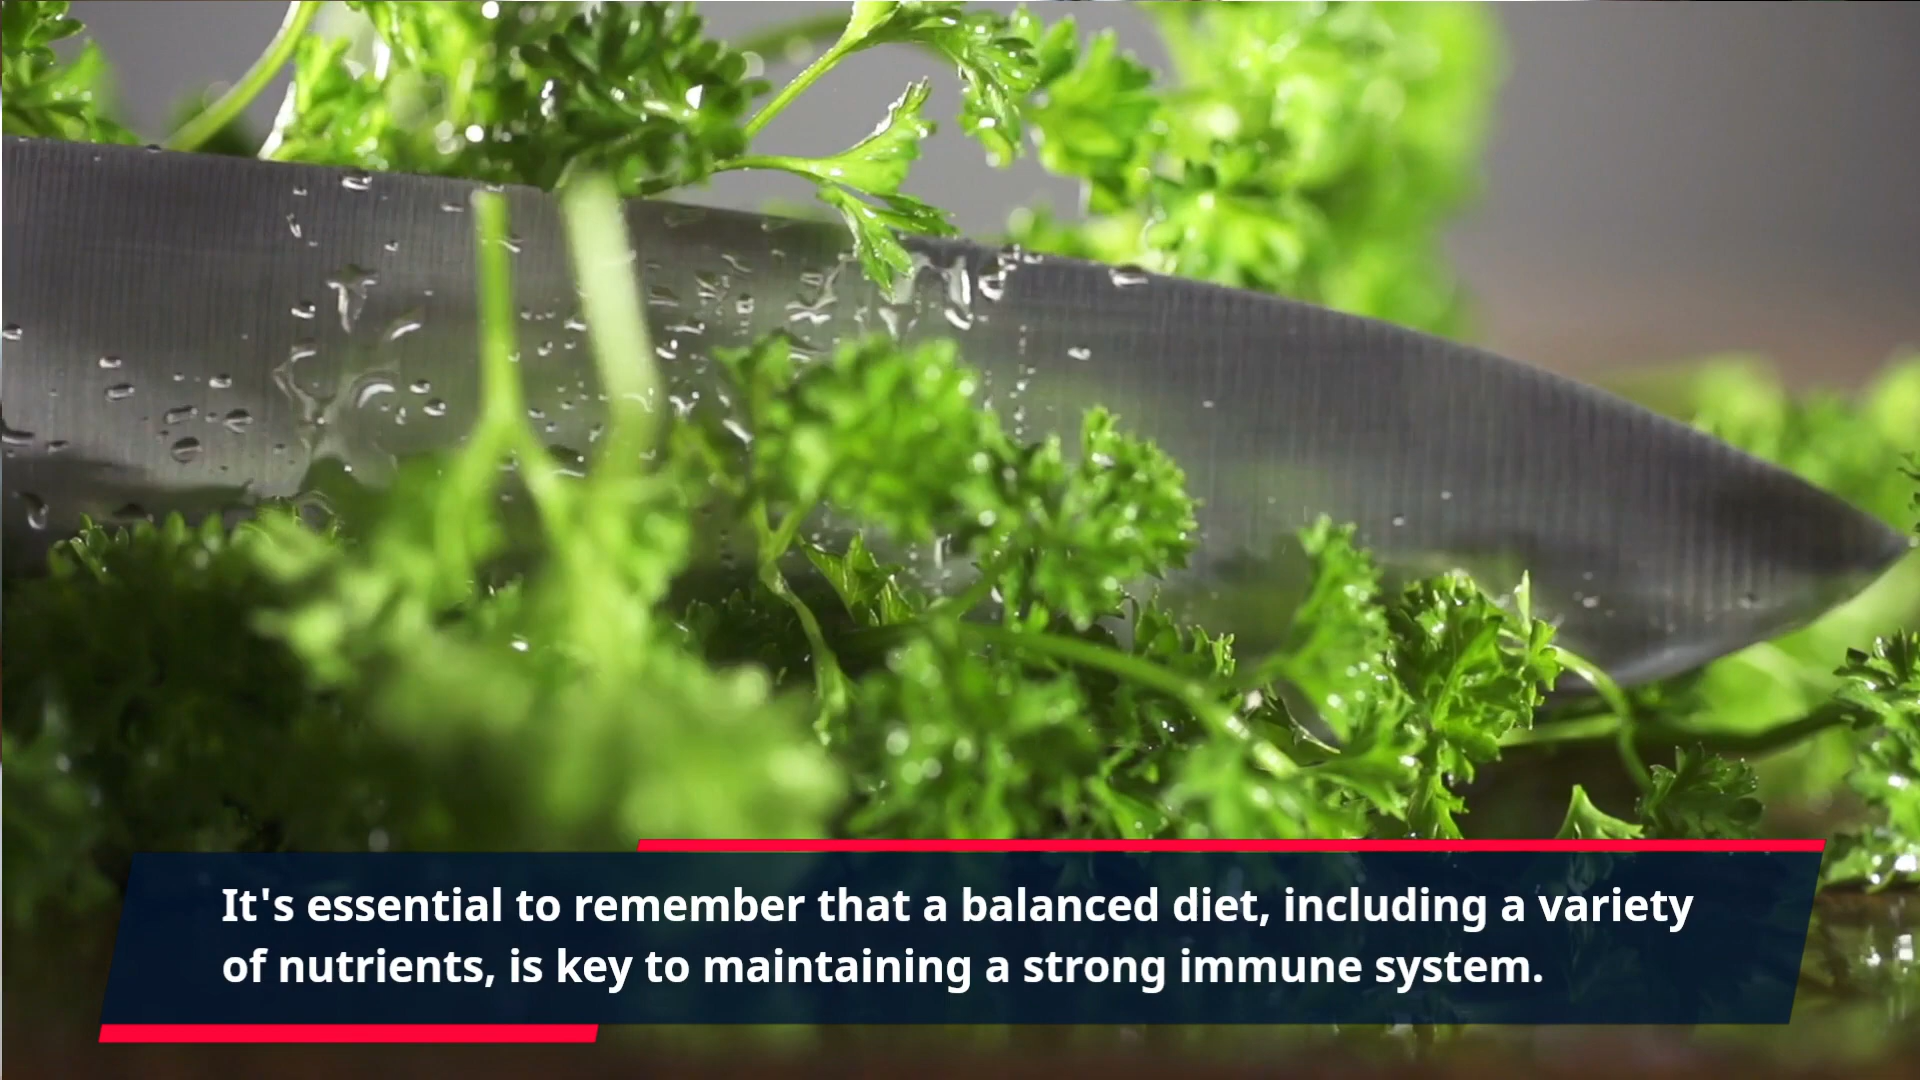 It's essential to remember that a balanced diet, including a variety
of nutrients, is key to maintaining a strong immune system.